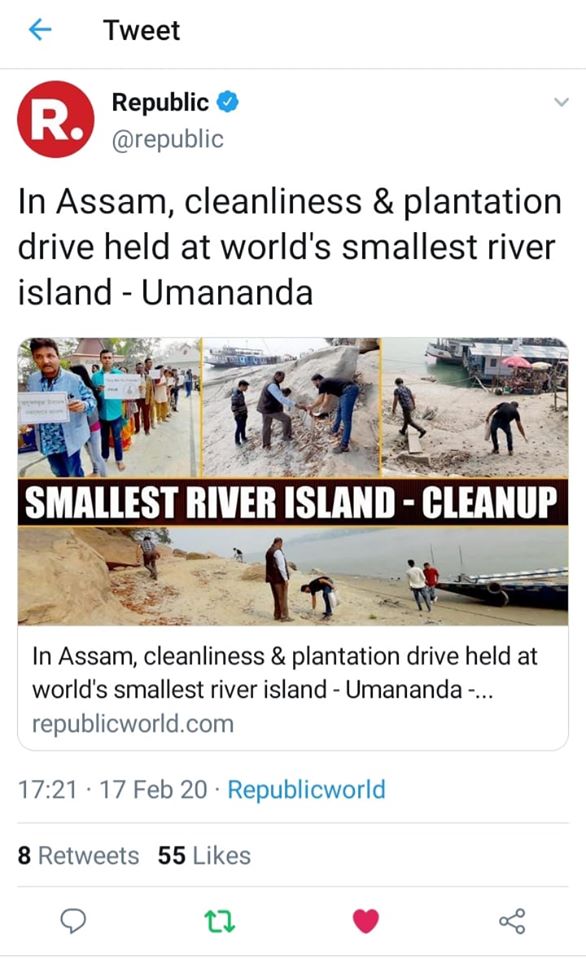 Tweet
R.
Republic
@republic
In Assam, cleanliness & plantation
drive held at world's smallest river
island - Umananda
SMALLEST RIVER ISLAND - CLEANUP
In Assam, cleanliness & plantation drive held at
world's smallest river island - Umananda -...
republicworld.com
17:21 · 17 Feb 20 · Republicworld
8 Retweets 55 Likes